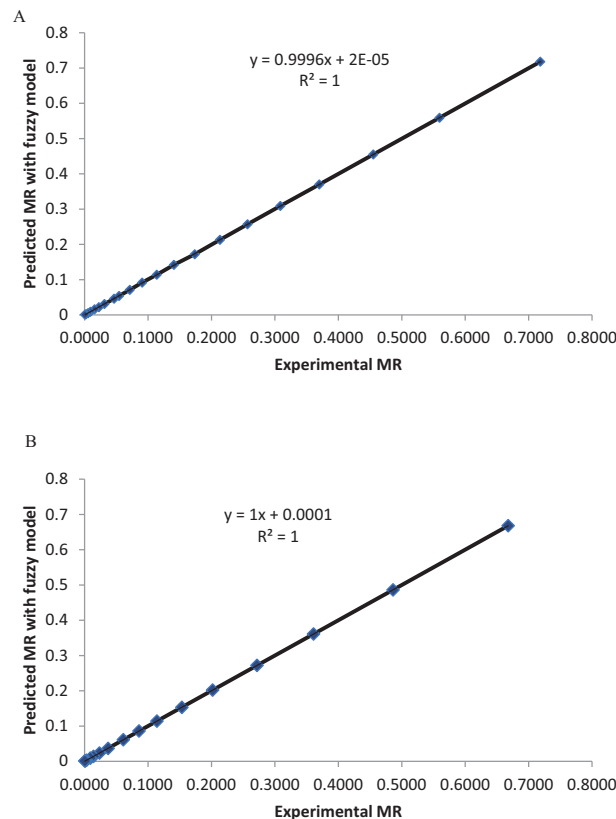 A
y = 0.9996x + 2E-05
R² = 1
0.8
0.7
0.6
0.5
0.4
0.3
0.2
0.1
0
Predicted MR with fuzzy model
0.0000 0.1000 0.2000 0.3000 0.4000 0.5000 0.6000 0.7000 0.8000
Experimental MR
B
y = 1x + 0.0001
R² = 1
0.8
0.7
0.6
0.5
0.4
0.3
0.2
0.1
0
Predicted MR with fuzzy model
0.0000 0.1000 0.2000 0.3000 0.4000 0.5000 0.6000 0.7000 0.8000
Experimental MR